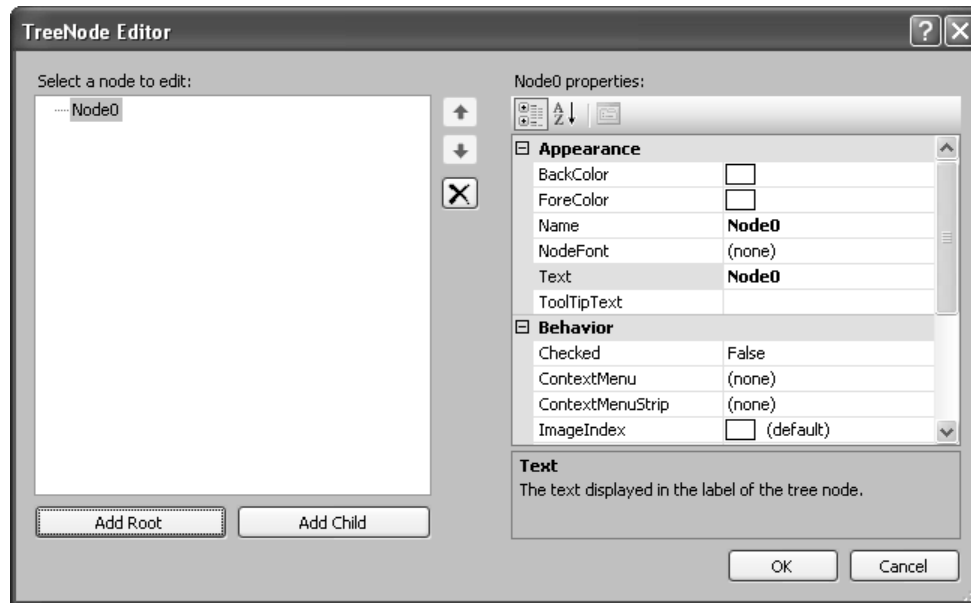 TreeNode Editor
Select a node to edit:
Node0
Add Root
Add Child
Node0 properties:
Appearance
BackColor
ForeColor
Name Node0
NodeFont (none)
Text Node0
ToolTipText
Behavior
Checked False
ContextMenu (none)
ContextMenuStrip (none)
ImageIndex (default)
Text
The text displayed in the label of the tree node.
OK
Cancel